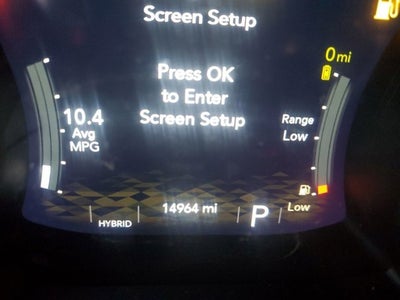 Screen Setup
0 mi
Press OK
to Enter
Screen Setup
10.4
Avg
MPG
Range
Low
HYBRID
14964 mi
P
Low